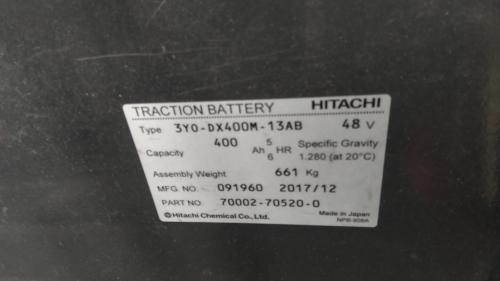 TRACTION BATTERY HITACHI
Type 3Y0-DX400M-13AB 48 V
Capacity 400 Ah 5/6 HR Specific Gravity 1.280 (at 20°C)
Assembly Weight 661 Kg
MFG. NO. 091960 2017/12
PART NO. 70002-70520-0
Hitachi Chemical Co., Ltd. Made in Japan